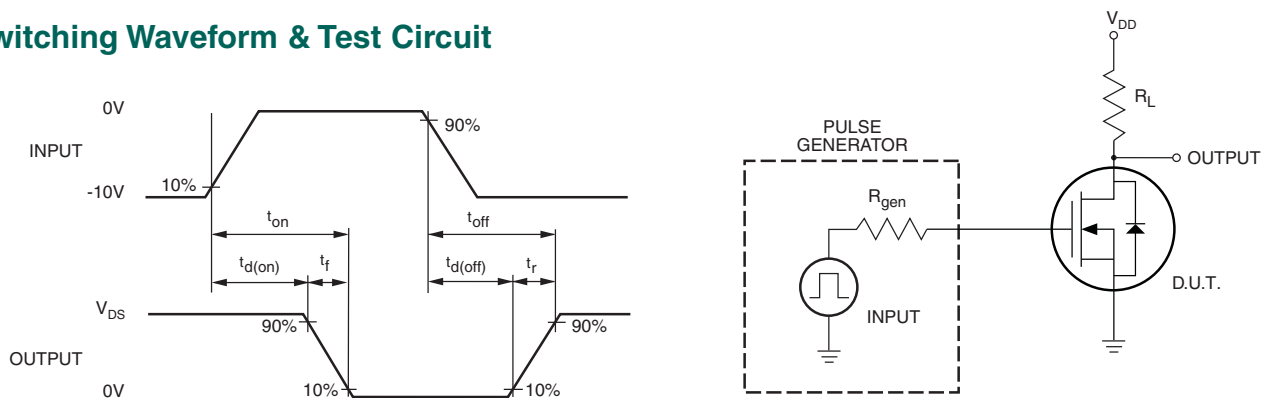 witching Waveform & Test Circuit
0V
INPUT
-10V
10%
90%
t_on
t_off
t_d(on)
t_f
t_d(off)
t_r
V_DS
OUTPUT
0V
90%
10%
90%
10%
V_DD
R_L
PULSE
GENERATOR
OUTPUT
R_gen
INPUT
D.U.T.